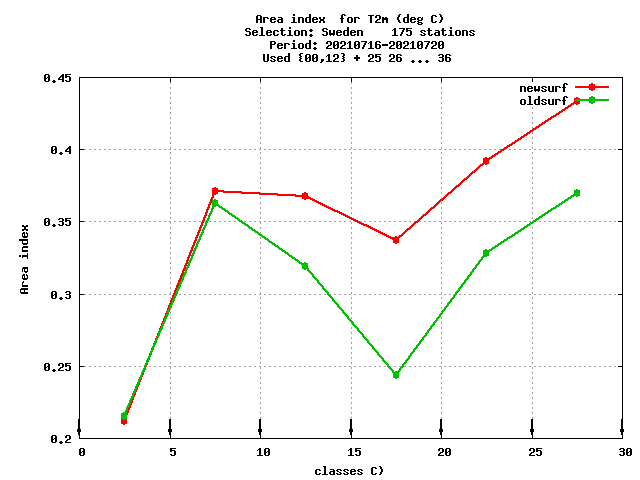 Area index  for T2m (deg C)
Selection: Sweden    175 stations
Period: 20210716-20210720
Used {00,12} + 25 26 ... 36
newsurf
oldsurf
0.45
0.4
0.35
0.3
0.25
0.2
Area index
0 5 10 15 20 25 30
classes C)